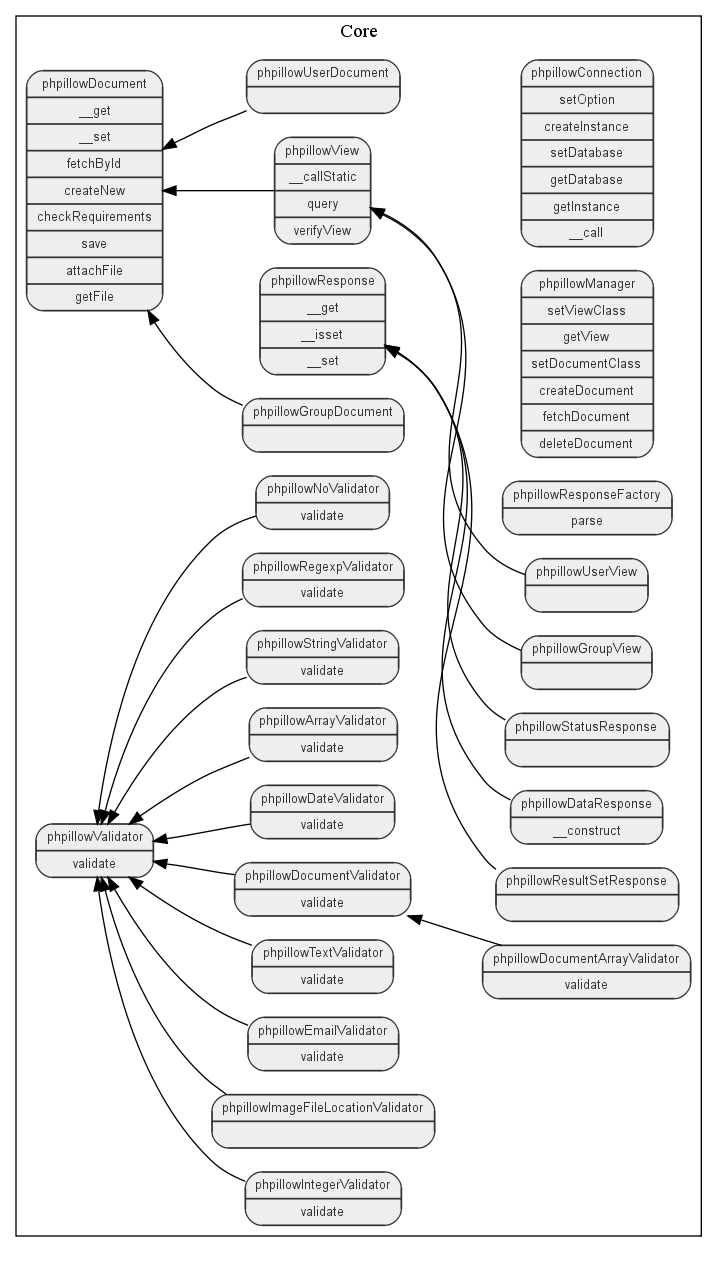 Core
phpillowDocument
__get
__set
fetchById
createNew
checkRequirements
save
attachFile
getFile
phpillowUserDocument
phpillowView
__callStatic
query
verifyView
phpillowResponse
__get
__isset
__set
phpillowGroupDocument
phpillowNoValidator
validate
phpillowRegexpValidator
validate
phpillowStringValidator
validate
phpillowArrayValidator
validate
phpillowDateValidator
validate
phpillowValidator
validate
phpillowDocumentValidator
validate
phpillowTextValidator
validate
phpillowEmailValidator
validate
phpillowImageFileLocationValidator
phpillowIntegerValidator
validate
phpillowConnection
setOption
createInstance
setDatabase
getDatabase
getInstance
__call
phpillowManager
setViewClass
getView
setDocumentClass
createDocument
fetchDocument
deleteDocument
phpillowResponseFactory
parse
phpillowUserView
phpillowGroupView
phpillowStatusResponse
phpillowDataResponse
__construct
phpillowResultSetResponse
phpillowDocumentArrayValidator
validate